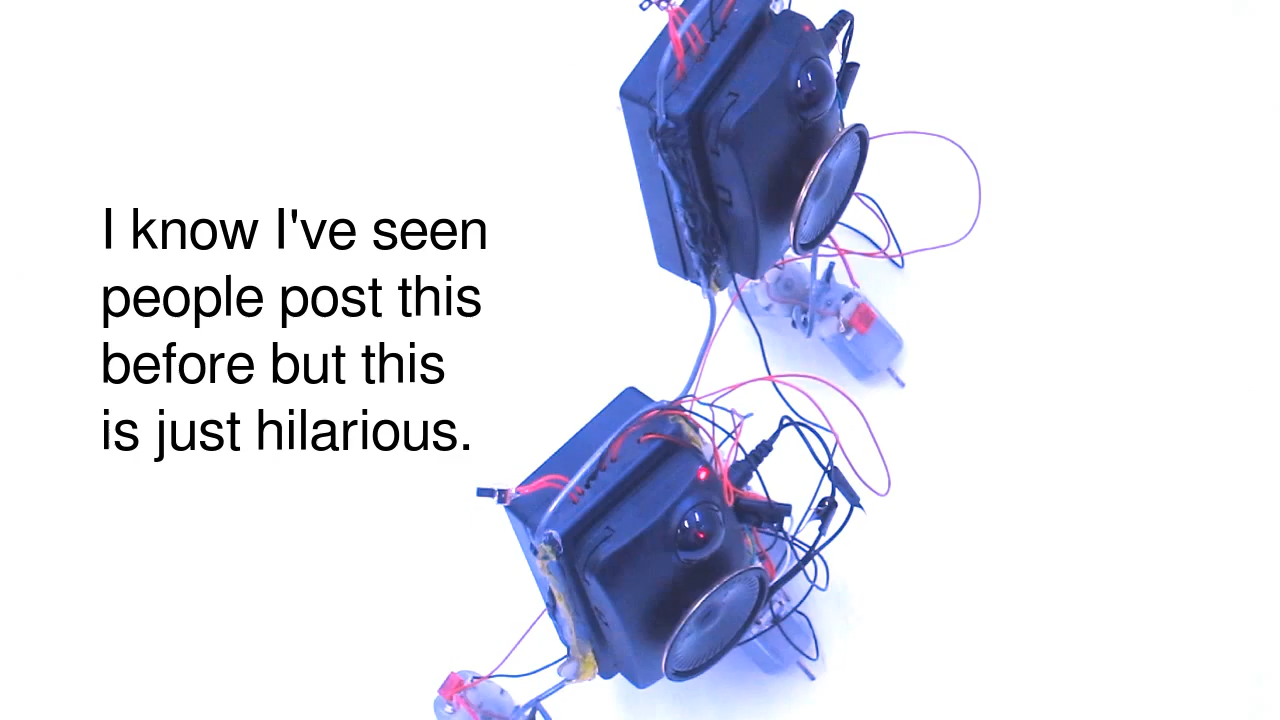 I know I've seen
people post this
before but this
is just hilarious.